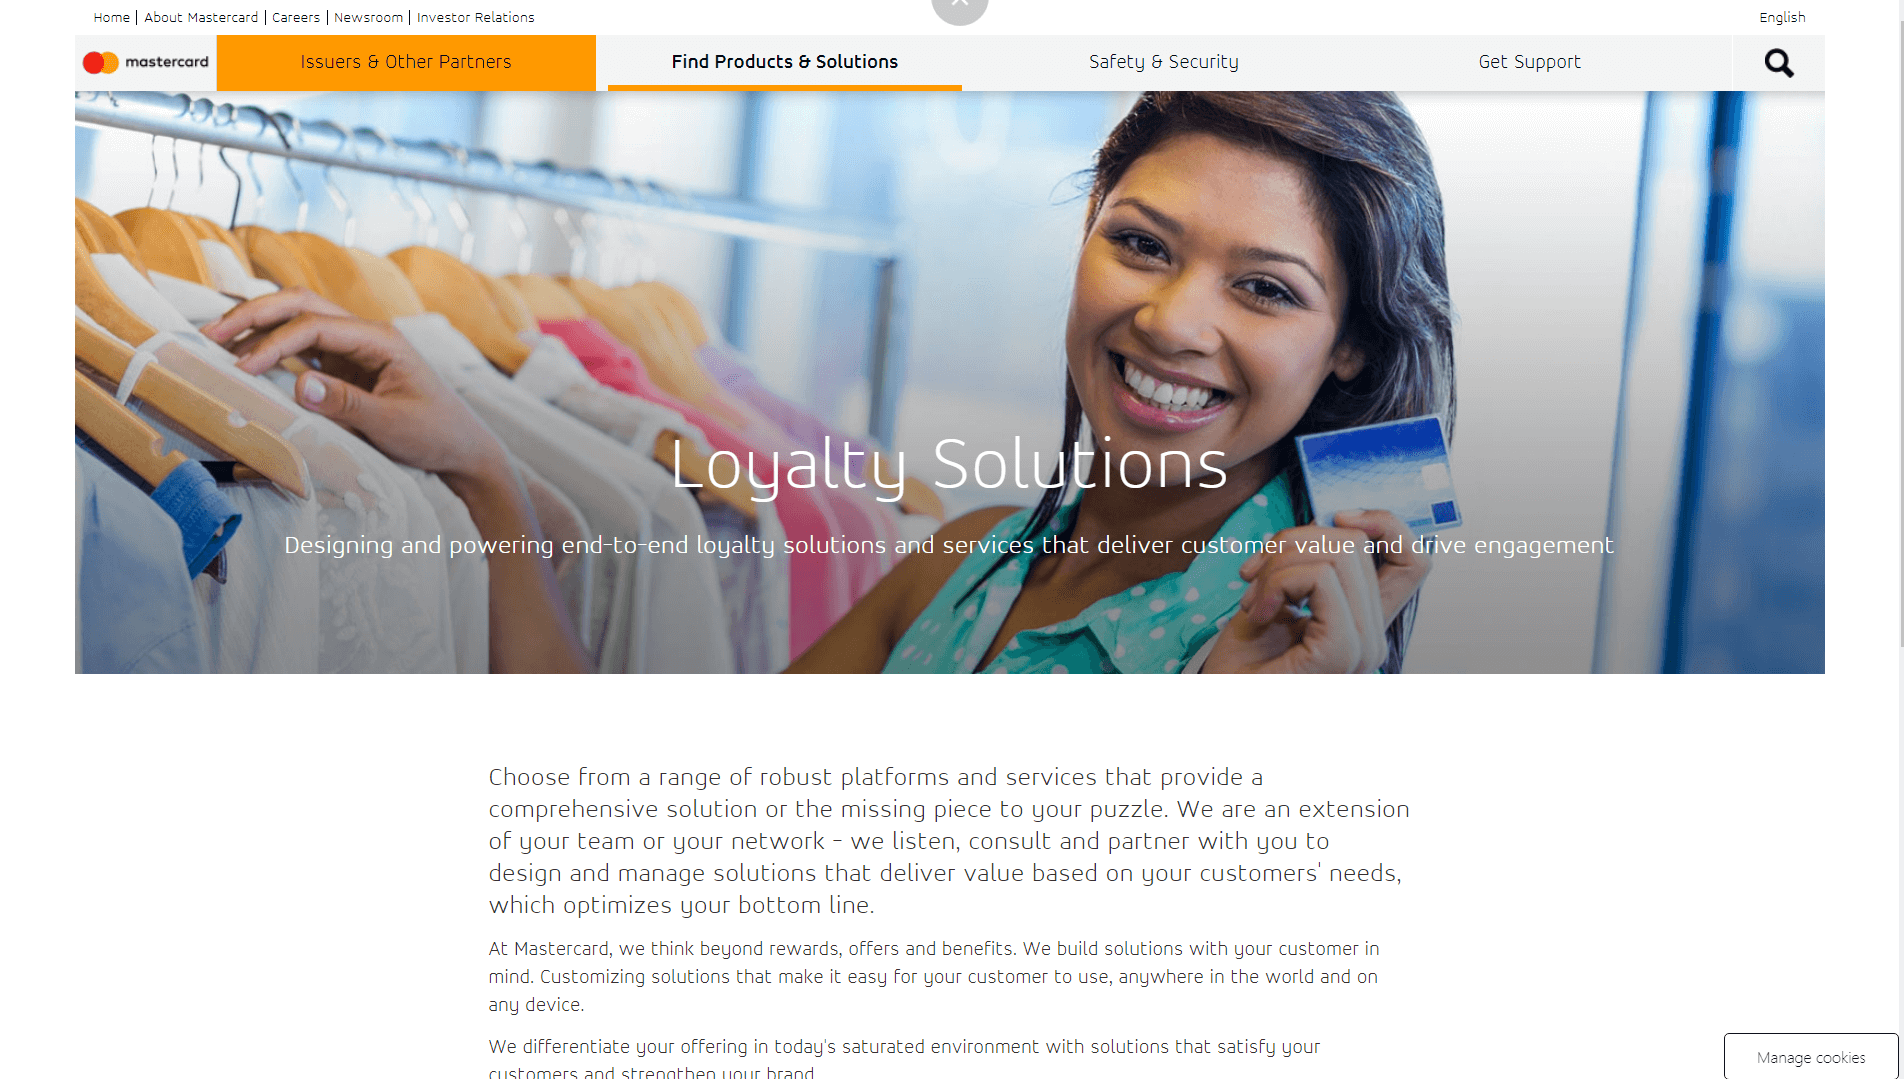 Home | About Mastercard | Careers | Newsroom | Investor Relations
English
mastercard
Issuers & Other Partners
Find Products & Solutions
Safety & Security
Get Support
Loyalty Solutions
Designing and powering end-to-end loyalty solutions and services that deliver customer value and drive engagement
Choose from a range of robust platforms and services that provide a
comprehensive solution or the missing piece to your puzzle. We are an extension
of your team or your network - we listen, consult and partner with you to
design and manage solutions that deliver value based on your customers' needs,
which optimizes your bottom line.
At Mastercard, we think beyond rewards, offers and benefits. We build solutions with your customer in
mind. Customizing solutions that make it easy for your customer to use, anywhere in the world and on
any device.
We differentiate your offering in today's saturated environment with solutions that satisfy your
customers and strengthen your brand
Manage cookies